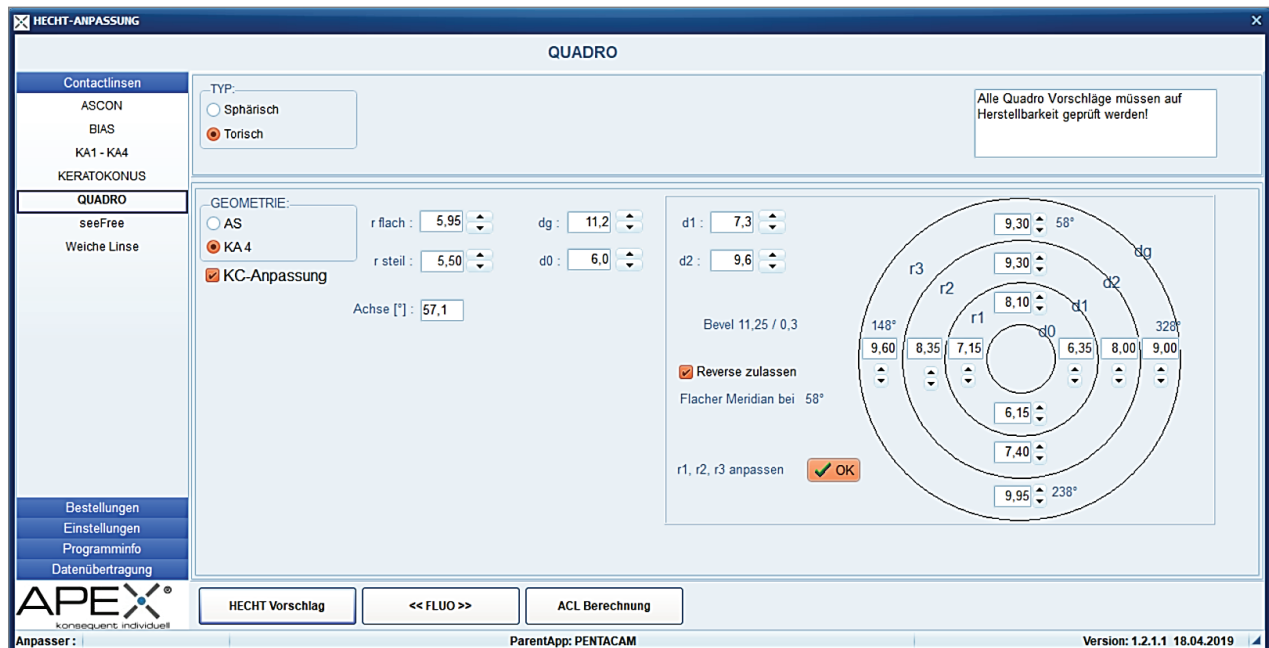 HECHT-ANPASSUNG
QUADRO
Contactlinsen
ASCON
BIAS
KA1 - KA4
KERATOKONUS
QUADRO
seeFree
Weiche Linse
Bestellungen
Einstellungen
Programminfo
Datenübertragung
APEX®
konsequent individuell
TYP:
Sphärisch
Torisch
Alle Quadro Vorschläge müssen auf
Herstellbarkeit geprüft werden!
GEOMETRIE:
AS
KA 4
KC-Anpassung
r flach : 5,95
dg : 11,2
r steil : 5,50
d0 : 6,0
Achse [°] : 57,1
d1 : 7,3
d2 : 9,6
Bevel 11,25 / 0,3
Reverse zulassen
Flacher Meridian bei 58°
r1, r2, r3 anpassen OK
9,30 58°
dg
9,30
r3
d2
r2
8,10
d1
r1
d0
148°
328°
9,60 8,35 7,15 6,35 8,00 9,00
6,15
7,40
9,95 238°
HECHT Vorschlag
<< FLUO >>
ACL Berechnung
Anpasser :
ParentApp: PENTACAM
Version: 1.2.1.1 18.04.2019